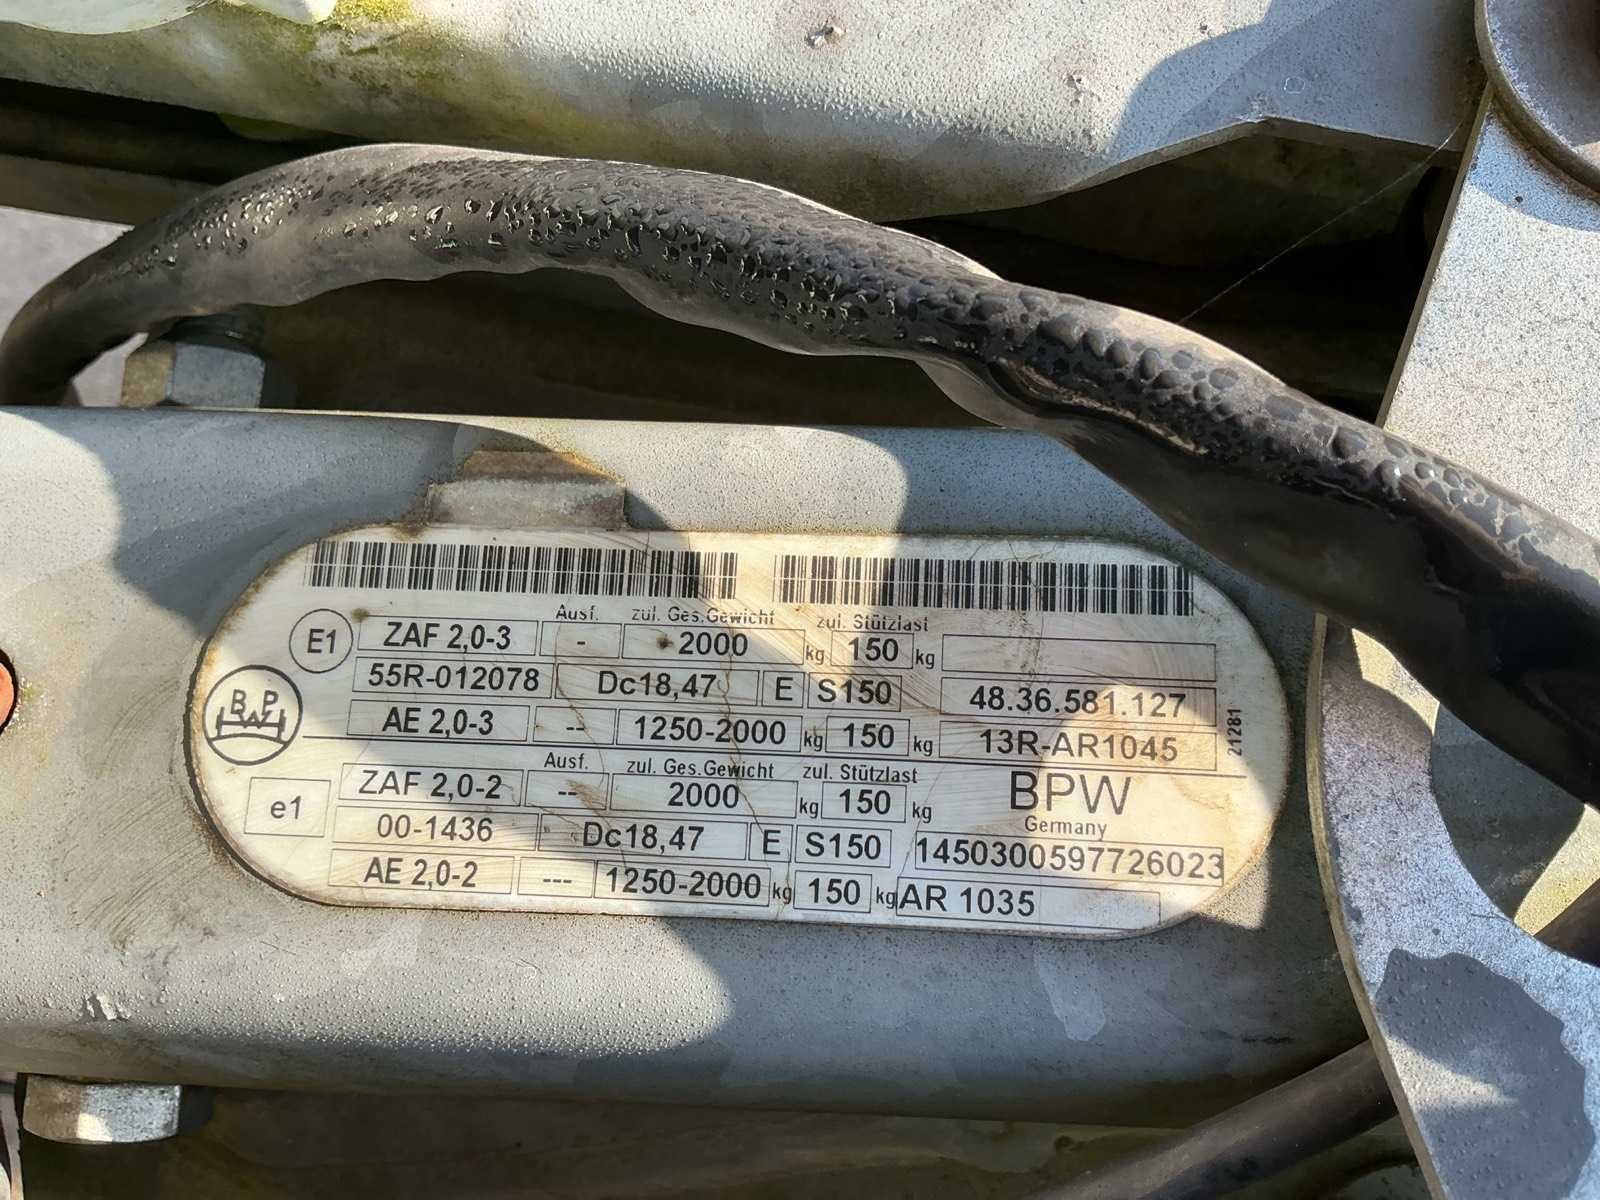 Ausf. zul. Ges.Gewicht zul. Stützlast
E1 ZAF 2,0-3 - 2000 kg 150 kg
55R-012078 Dc18,47 E S150 48.36.581.127
BPW
AE 2,0-3 -- 1250-2000 kg 150 kg 13R-AR1045
21281
Ausf. zul. Ges.Gewicht zul. Stützlast BPW
e1 ZAF 2,0-2 -- 2000 kg 150 kg Germany
00-1436 Dc18,47 E S150 1450300597726023
AE 2,0-2 --- 1250-2000 kg 150 kg AR 1035